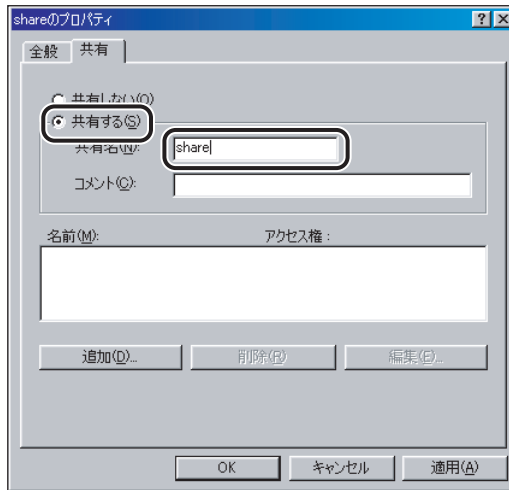 shareのプロパティ
全般 共有
共有しない(O)
共有する(S)
共有名(N): share
コメント(C):
名前(M): アクセス権 :
追加(D)... 削除(R) 編集(E)...
OK キャンセル 適用(A)